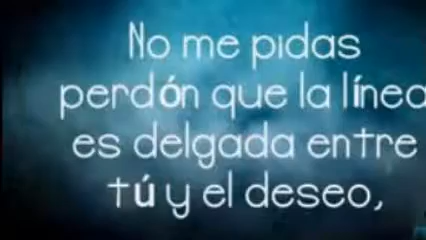 No me pidas
perdón que la línea
es delgada entre
tú y el deseo,